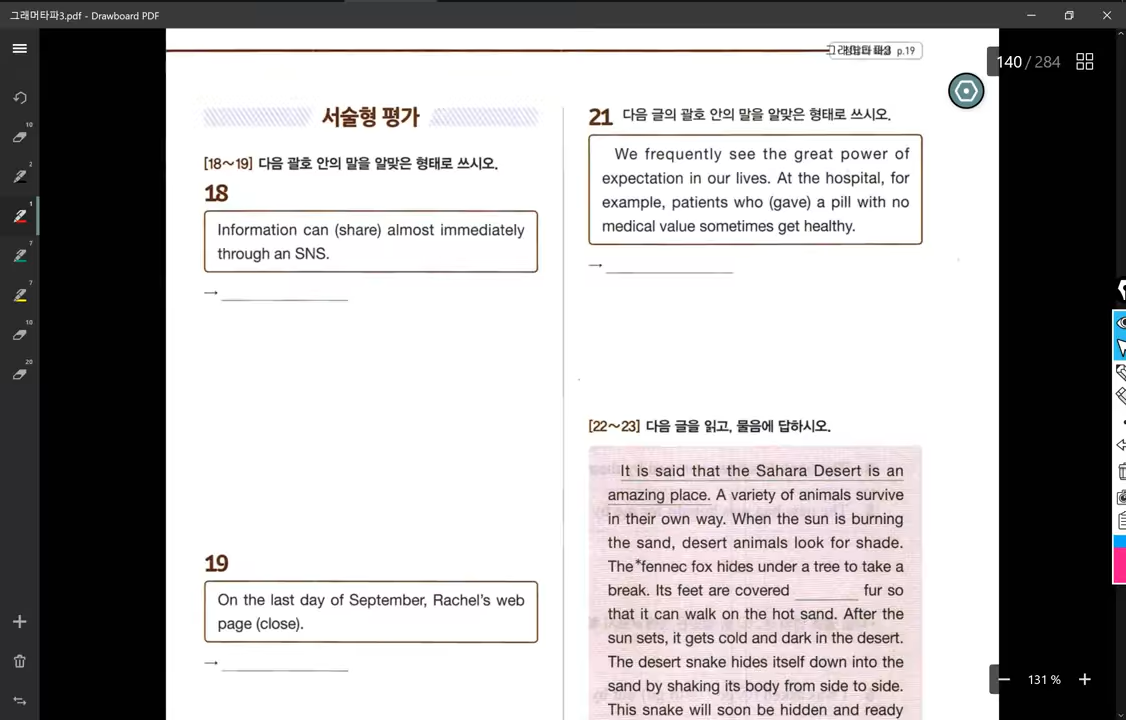 그래머타파3.pdf - Drawboard PDF
p.19
140 / 284
10
2
1
7
7
10
20
서술형 평가
[18~19] 다음 괄호 안의 말을 알맞은 형태로 쓰시오.
18
Information can (share) almost immediately
through an SNS.
→
19
On the last day of September, Rachel's web
page (close).
→
21 다음 글의 괄호 안의 말을 알맞은 형태로 쓰시오.
We frequently see the great power of
expectation in our lives. At the hospital, for
example, patients who (gave) a pill with no
medical value sometimes get healthy.
→
[22~23] 다음 글을 읽고, 물음에 답하시오.
It is said that the Sahara Desert is an
amazing place. A variety of animals survive
in their own way. When the sun is burning
the sand, desert animals look for shade.
The *fennec fox hides under a tree to take a
break. Its feet are covered ________ fur so
that it can walk on the hot sand. After the
sun sets, it gets cold and dark in the desert.
The desert snake hides itself down into the
sand by shaking its body from side to side.
This snake will soon be hidden and ready
131 %